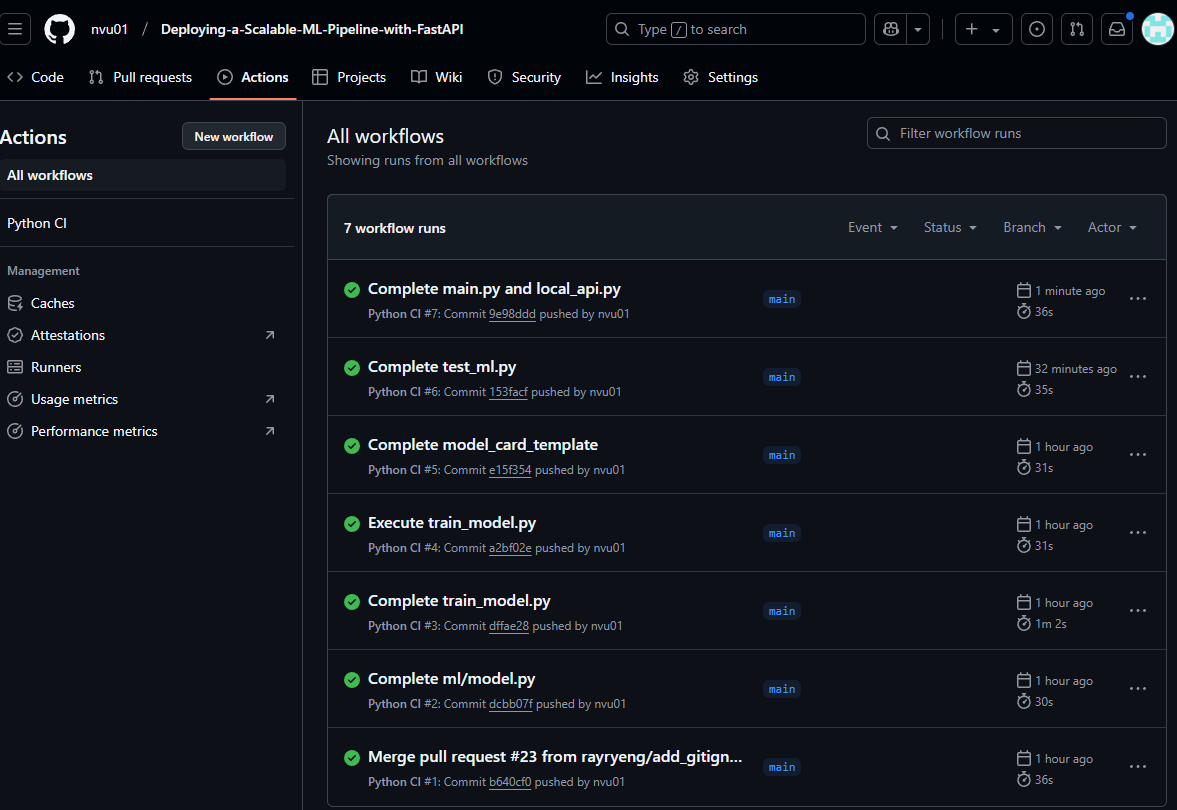 nvu01 / Deploying-a-Scalable-ML-Pipeline-with-FastAPI
Type / to search
Code Pull requests Actions Projects Wiki Security Insights Settings
Actions
New workflow
All workflows
Python CI
Management
Caches
Attestations
Runners
Usage metrics
Performance metrics
All workflows
Showing runs from all workflows
Filter workflow runs
7 workflow runs
Event Status Branch Actor
Complete main.py and local_api.py
Python CI #7: Commit 9e98ddd pushed by nvu01
main
1 minute ago
36s
Complete test_ml.py
Python CI #6: Commit 153facf pushed by nvu01
main
32 minutes ago
35s
Complete model_card_template
Python CI #5: Commit e15f354 pushed by nvu01
main
1 hour ago
31s
Execute train_model.py
Python CI #4: Commit a2bf02e pushed by nvu01
main
1 hour ago
31s
Complete train_model.py
Python CI #3: Commit dffae28 pushed by nvu01
main
1 hour ago
1m 2s
Complete ml/model.py
Python CI #2: Commit dcbb07f pushed by nvu01
main
1 hour ago
30s
Merge pull request #23 from rayryeng/add_gitign...
Python CI #1: Commit b640cf0 pushed by nvu01
main
1 hour ago
36s